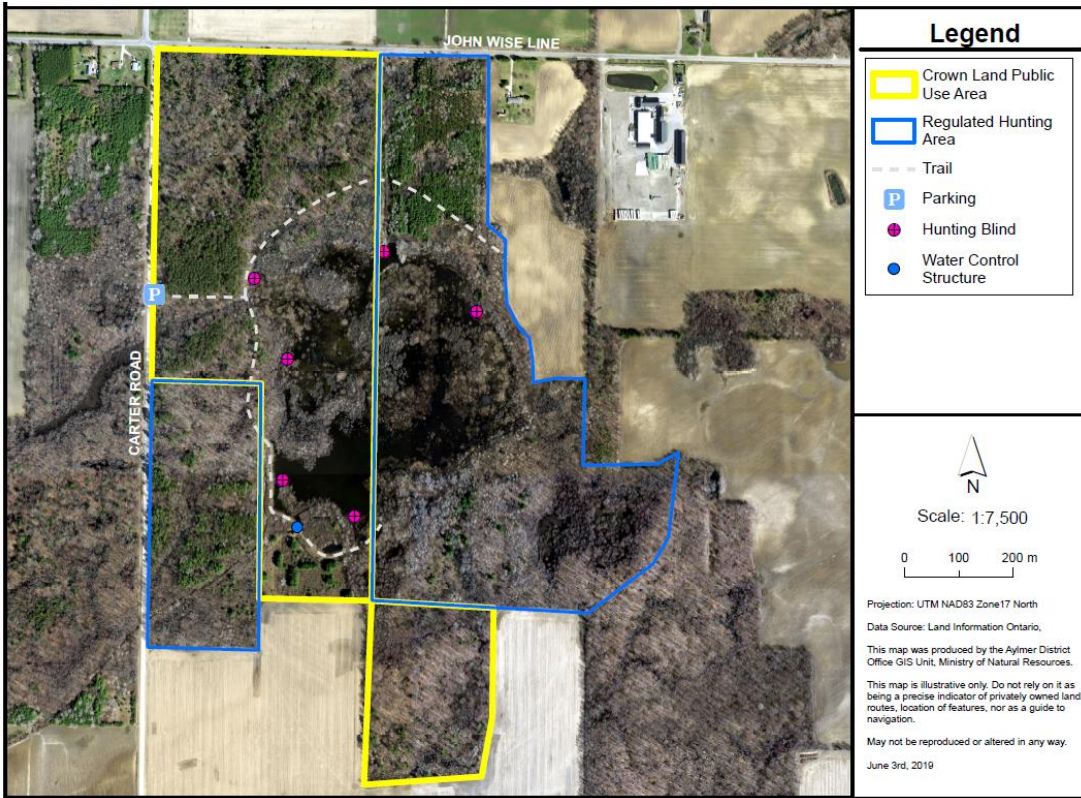 JOHN WISE LINE
CARTER ROAD
P
Legend
Crown Land Public
Use Area
Regulated Hunting
Area
Trail
P
Parking
Hunting Blind
Water Control
Structure
N
Scale: 1:7,500
0 100 200 m
Projection: UTM NAD83 Zone17 North
Data Source: Land Information Ontario,
This map was produced by the Aylmer District
Office GIS Unit, Ministry of Natural Resources.
This map is illustrative only. Do not rely on it as
being a precise indicator of privately owned land,
routes, location of features, nor as a guide to
navigation.
May not be reproduced or altered in any way.
June 3rd, 2019